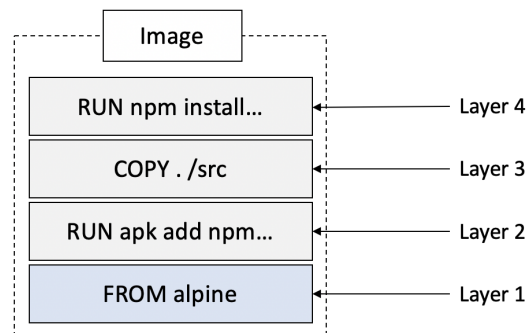 Image
RUN npm install... Layer 4
COPY . /src Layer 3
RUN apk add npm... Layer 2
FROM alpine Layer 1